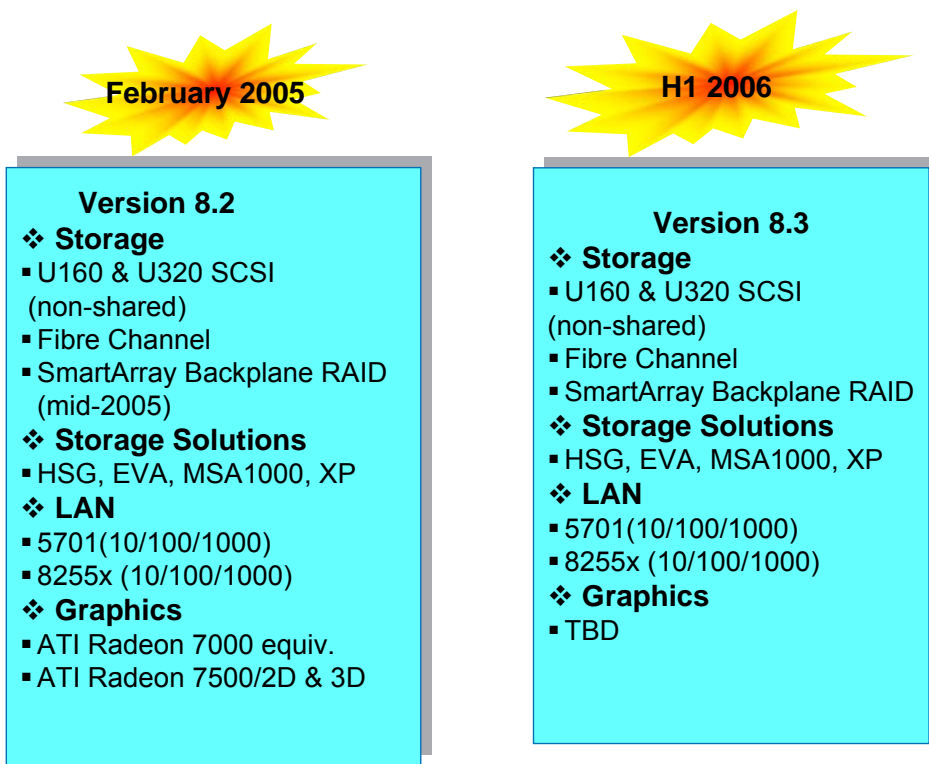 February 2005
Version 8.2
❖ Storage
▪ U160 & U320 SCSI
(non-shared)
▪ Fibre Channel
▪ SmartArray Backplane RAID
(mid-2005)
❖ Storage Solutions
▪ HSG, EVA, MSA1000, XP
❖ LAN
▪ 5701(10/100/1000)
▪ 8255x (10/100/1000)
❖ Graphics
▪ ATI Radeon 7000 equiv.
▪ ATI Radeon 7500/2D & 3D
H1 2006
Version 8.3
❖ Storage
▪ U160 & U320 SCSI
(non-shared)
▪ Fibre Channel
▪ SmartArray Backplane RAID
❖ Storage Solutions
▪ HSG, EVA, MSA1000, XP
❖ LAN
▪ 5701(10/100/1000)
▪ 8255x (10/100/1000)
❖ Graphics
▪ TBD